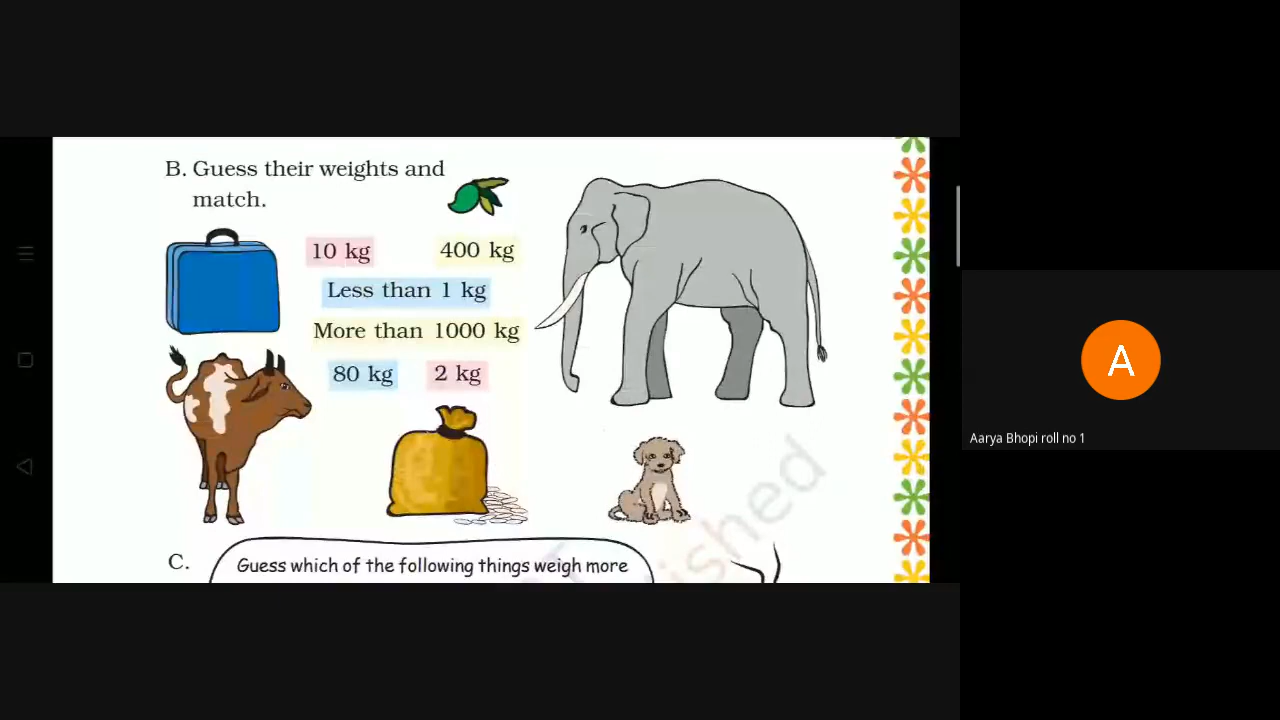 B. Guess their weights and
match.
10 kg
400 kg
Less than 1 kg
More than 1000 kg
80 kg
2 kg
C.
Guess which of the following things weigh more
shed
A
Aarya Bhopi roll no 1